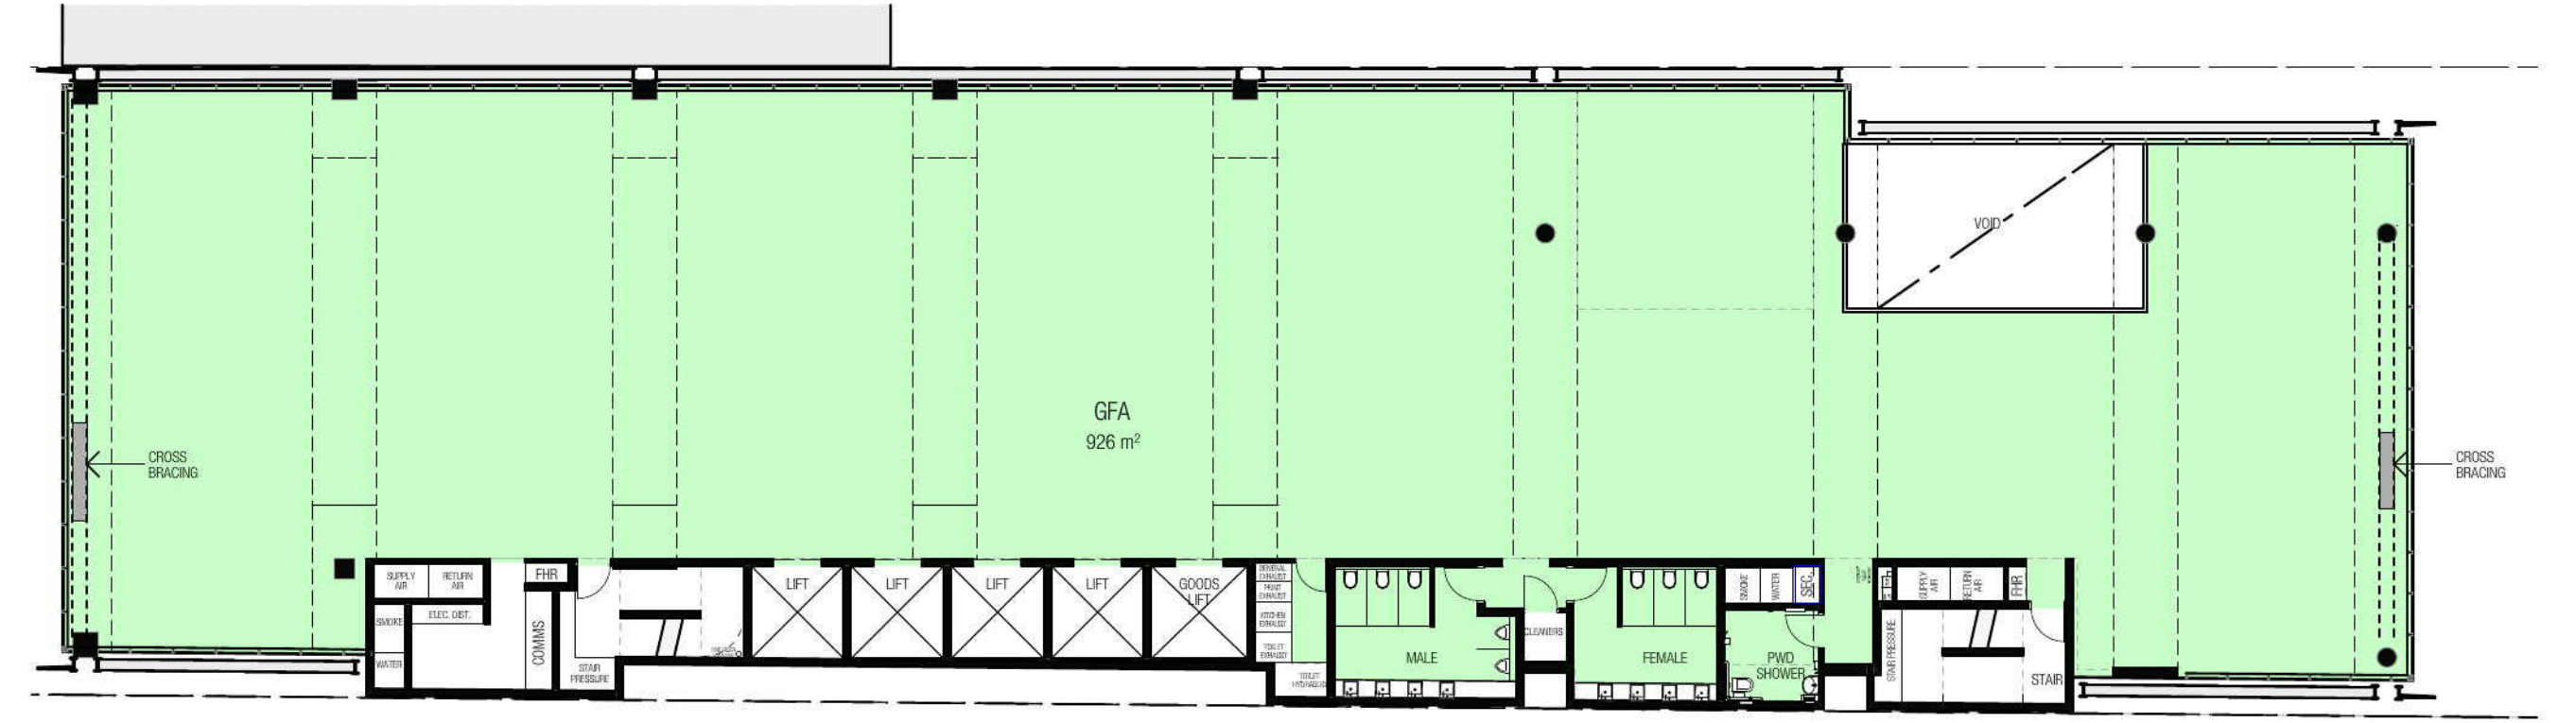 VOID
GFA
926 m²
CROSS
BRACING
CROSS
BRACING
SUPPLY
AIR
RETURN
AIR
FHR
ELEC. DIST.
SMOKE
WATER
COMMS
STAIR
PRESSURE
LIFT
LIFT
LIFT
LIFT
GOODS
LIFT
GENERAL
EXHAUST
KITCHEN
EXHAUST
TOILET
EXHAUST
TOILET
MALE
CLEANERS
FEMALE
SMOKE
WATER
SEC.
PWD
SHOWER
SUPPLY
AIR
RETURN
AIR
FHR
STAIR PRESSURE
STAIR